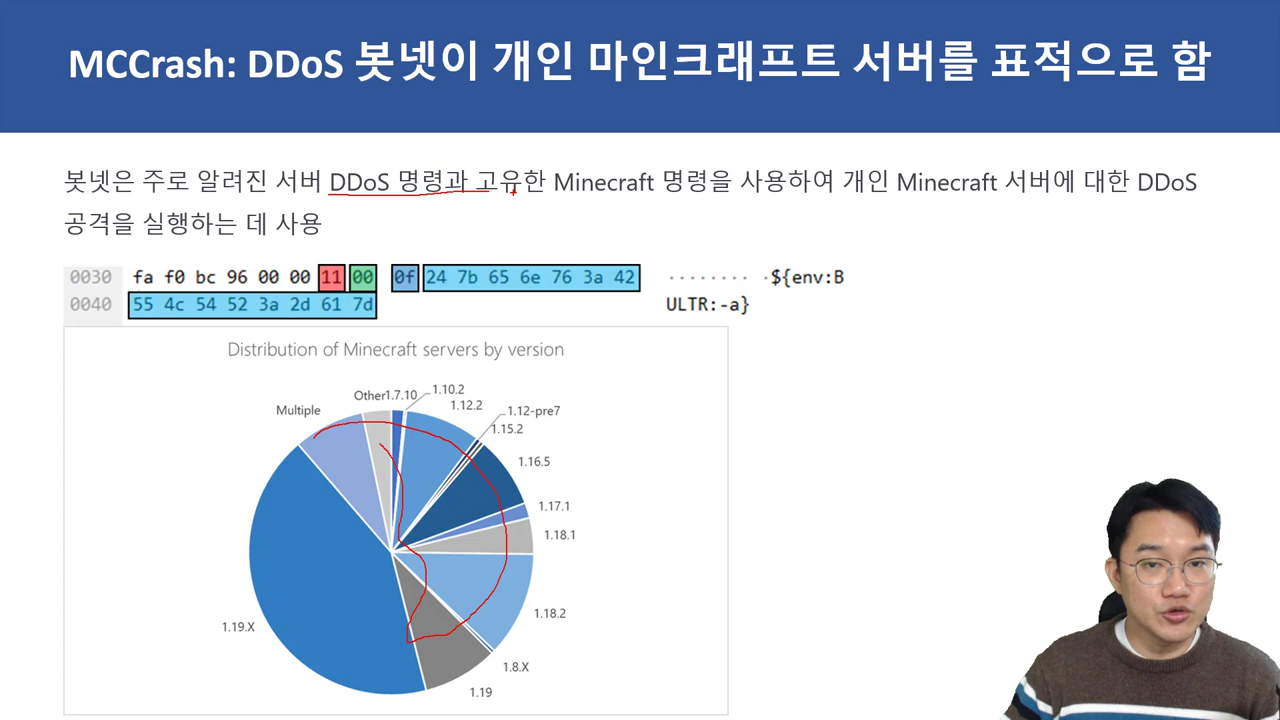 MCCrash: DDoS 봇넷이 개인 마인크래프트 서버를 표적으로 함
봇넷은 주로 알려진 서버 DDoS 명령과 고유한 Minecraft 명령을 사용하여 개인 Minecraft 서버에 대한 DDoS
공격을 실행하는 데 사용
0030 fa f0 bc 96 00 00 11 00 0f 24 7b 65 6e 76 3a 42 ········ ·${env:B
0040 55 4c 54 52 3a 2d 61 7d ULTR:-a}
Distribution of Minecraft servers by version
Multiple
Other
1.7.10
1.10.2
1.12.2
1.12-pre7
1.15.2
1.16.5
1.17.1
1.18.1
1.18.2
1.8.X
1.19
1.19.X